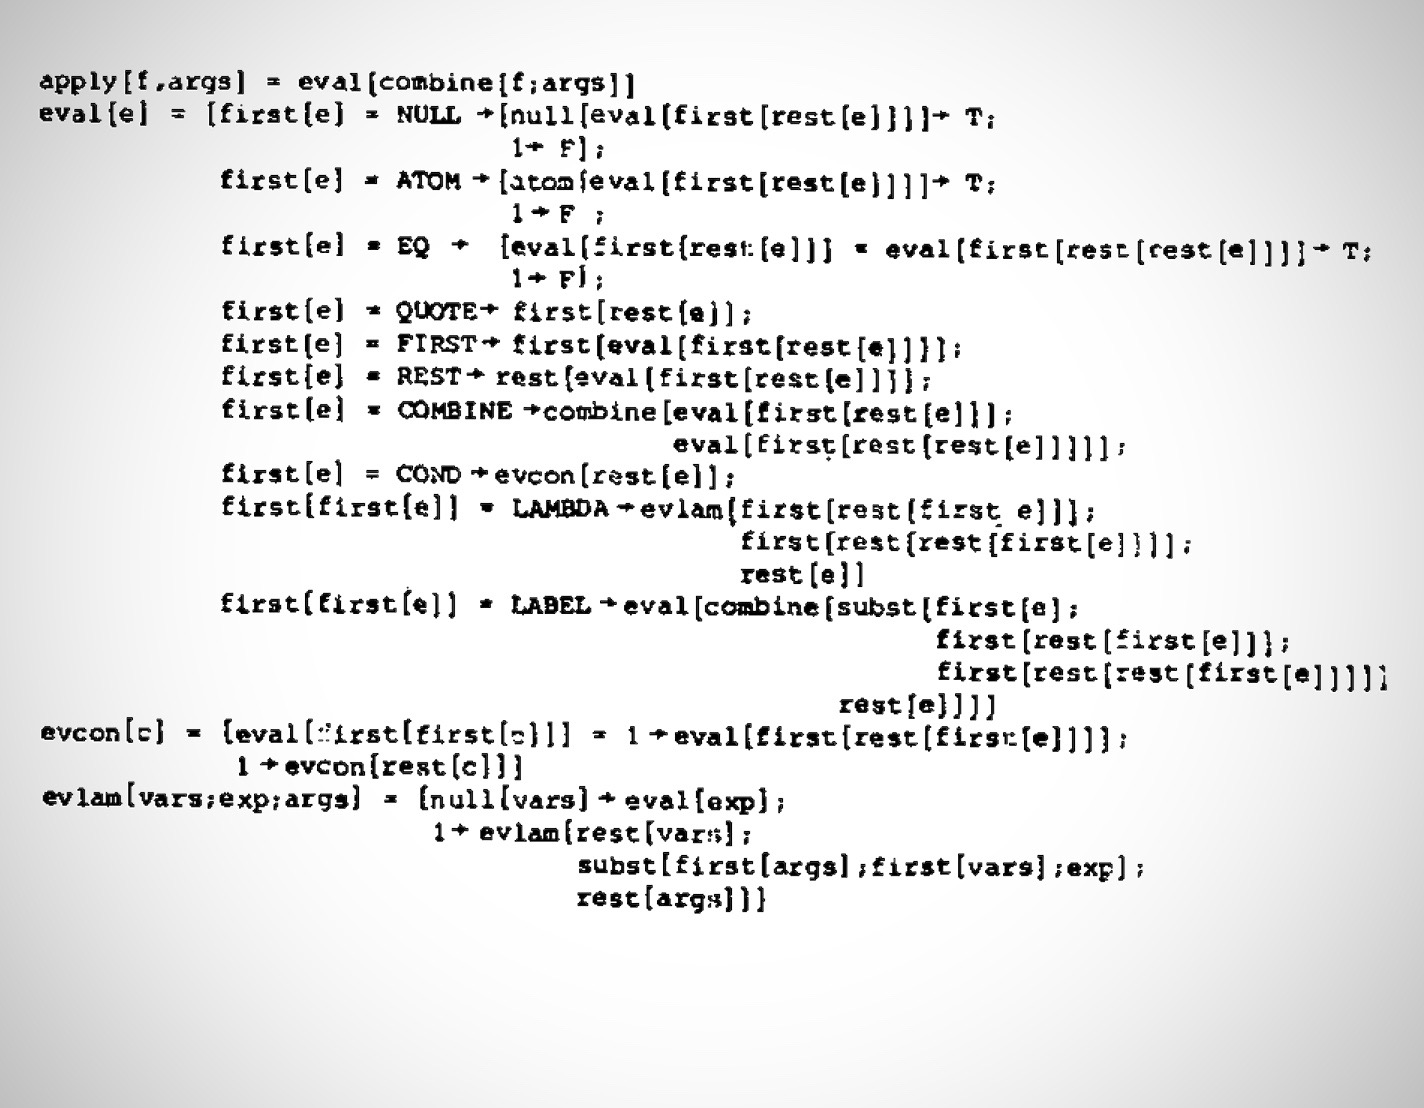 apply[f,args] = eval[combine[f;args]]
eval[e] = [first[e] = NULL →[null[eval[first[rest[e]]]]→ T;
1→ F];
first[e] = ATOM →[atom[eval[first[rest[e]]]]→ T;
1→ F ;
first[e] = EQ → [eval[first[rest[e]]] = eval[first[rest[rest[e]]]]→ T;
1→ F];
first[e] = QUOTE→ first[rest[e]];
first[e] = FIRST→ first[eval[first[rest[e]]]];
first[e] = REST→ rest[eval[first[rest[e]]]];
first[e] = COMBINE →combine[eval[first[rest[e]]];
eval[first[rest[rest[e]]]]];
first[e] = COND →evcon[rest[e]];
first[first[e]] = LAMBDA →evlam[first[rest[first e]]];
first[rest[rest[first[e]]]];
rest[e]]
first[first[e]] = LABEL →eval[combine[subst[first[e];
first[rest[first[e]]];
first[rest[rest[first[e]]]]]
rest[e]]]]
evcon[c] = [eval[first[first[c]]] = 1 →eval[first[rest[first[e]]]];
1 →evcon[rest[c]]]
evlam[vars;exp;args] = [null[vars] → eval[exp];
1→ evlam[rest[vars];
subst[first[args];first[vars];exp];
rest[args]]]